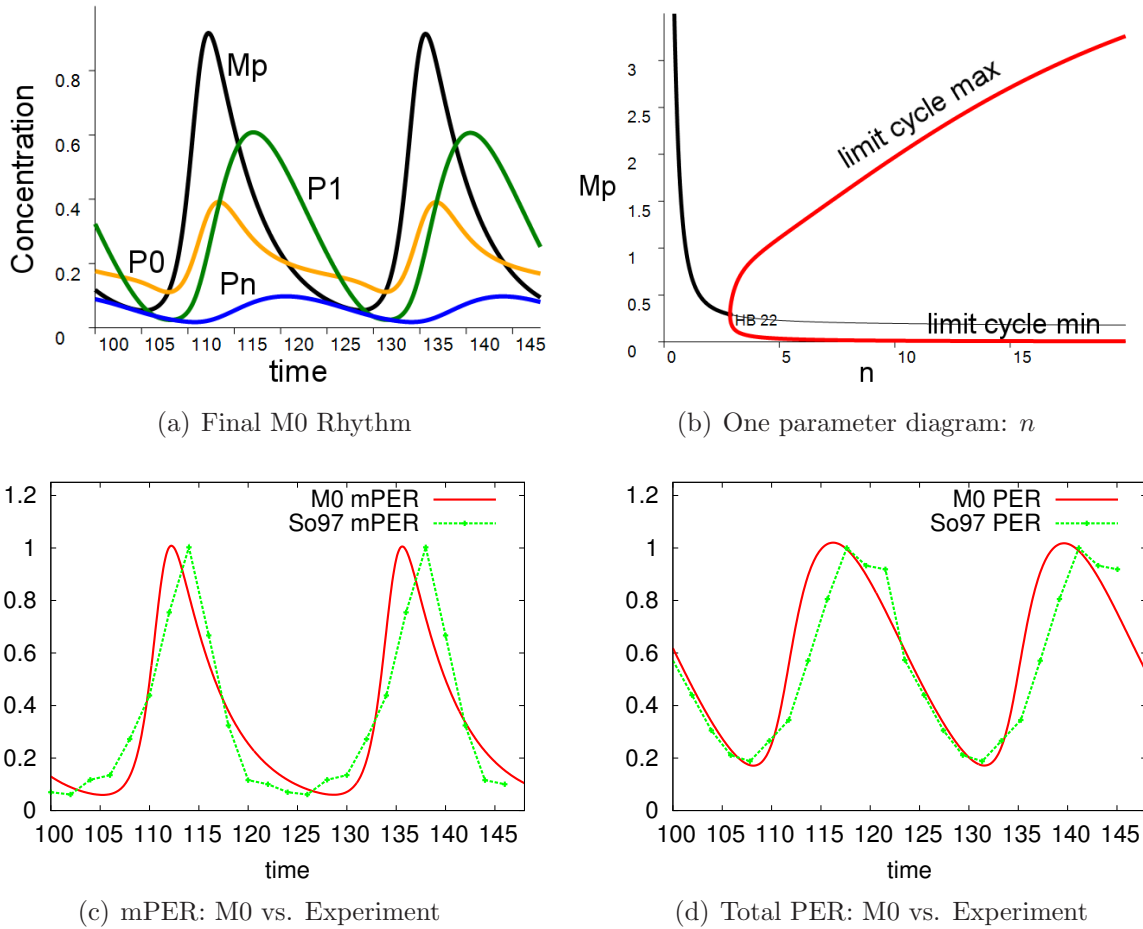 0.8
0.6
0.4
0.2
0
Concentration
Mp
P1
P0
Pn
100 105 110 115 120 125 130 135 140 145
time
(a) Final M0 Rhythm
3
2.5
2
1.5
1
0.5
0
Mp
limit cycle max
HB 22
limit cycle min
0 5 10 15
n
(b) One parameter diagram: n
1.2
1
0.8
0.6
0.4
0.2
0
M0 mPER
So97 mPER
100 105 110 115 120 125 130 135 140 145
time
(c) mPER: M0 vs. Experiment
1.2
1
0.8
0.6
0.4
0.2
0
M0 PER
So97 PER
100 105 110 115 120 125 130 135 140 145
time
(d) Total PER: M0 vs. Experiment